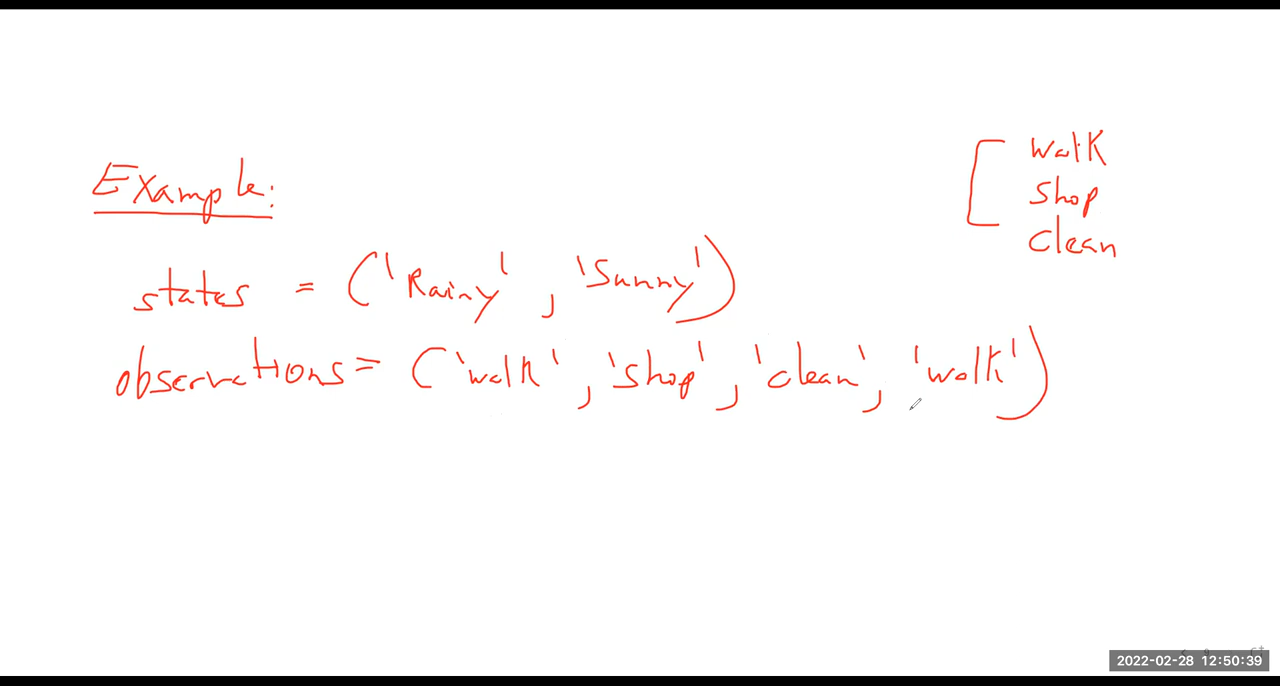 Example:
walk
shop
clean
states = ('Rainy', 'Sunny')
observations = ('walk', 'shop', 'clean', 'walk')
2022-02-28 12:50:39